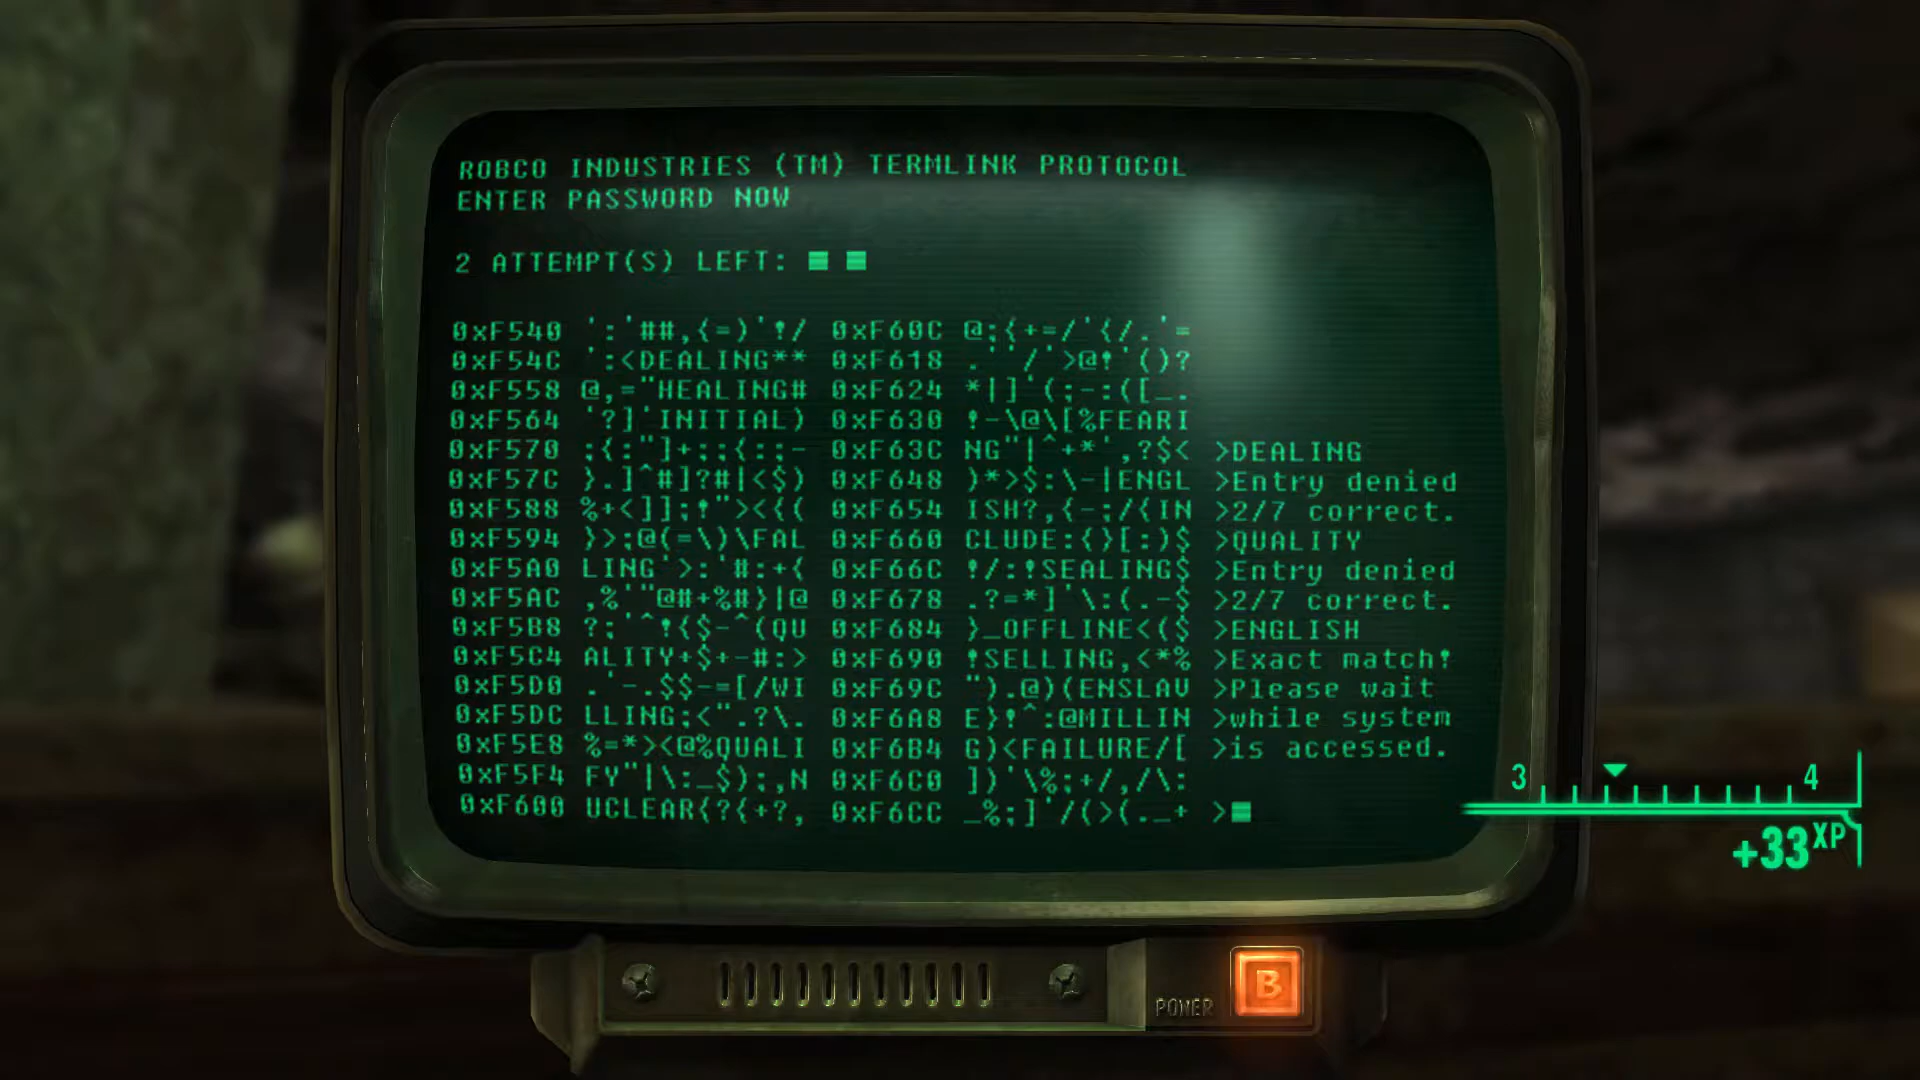 ROBCO INDUSTRIES (TM) TERMLINK PROTOCOL
ENTER PASSWORD NOW
2 ATTEMPT(S) LEFT: ■ ■
0xF540 ':'##,{=)'!/ 0xF60C @;{+=/'{/.'=
0xF54C ':<DEALING** 0xF618 .''/'>@!'()?
0xF558 @,="HEALING# 0xF624 *|]'(;-:([_.
0xF564 '?]'INITIAL) 0xF630 !-\@\[%FEARI
0xF570 ;{:"]+;;{:;- 0xF63C NG"|^+*',?$< >DEALING
0xF57C }.]^#]?#|<$) 0xF648 )*>$:\-|ENGL >Entry denied
0xF588 %+<]];!"><{( 0xF654 ISH?,{-;/{IN >2/7 correct.
0xF594 }>;@(=\)\FAL 0xF660 CLUDE:{}[:)$ >QUALITY
0xF5A0 LING'>:'#:+{ 0xF66C !/:!SEALING$ >Entry denied
0xF5AC ,%'"@#+%#}|@ 0xF678 .?=*]'\:(.-$ >2/7 correct.
0xF5B8 ?;'^!{$-^(QU 0xF684 }_OFFLINE<($ >ENGLISH
0xF5C4 ALITY+$+-#:> 0xF690 !SELLING,<*% >Exact match!
0xF5D0 .'-.$$-=[/WI 0xF69C ").@)(ENSLAV >Please wait
0xF5DC LLING;<".?\. 0xF6A8 E}!^:@MILLIN >while system
0xF5E8 %=*><@%QUALI 0xF6B4 G)<FAILURE/[ >is accessed.
0xF5F4 FY"|\:_$);,N 0xF6C0 ])'\%;+/,/\:
0xF600 UCLEAR{?{+?, 0xF6CC _%;]'/(>(._+ >■
3 4
+33 XP
POWER
B